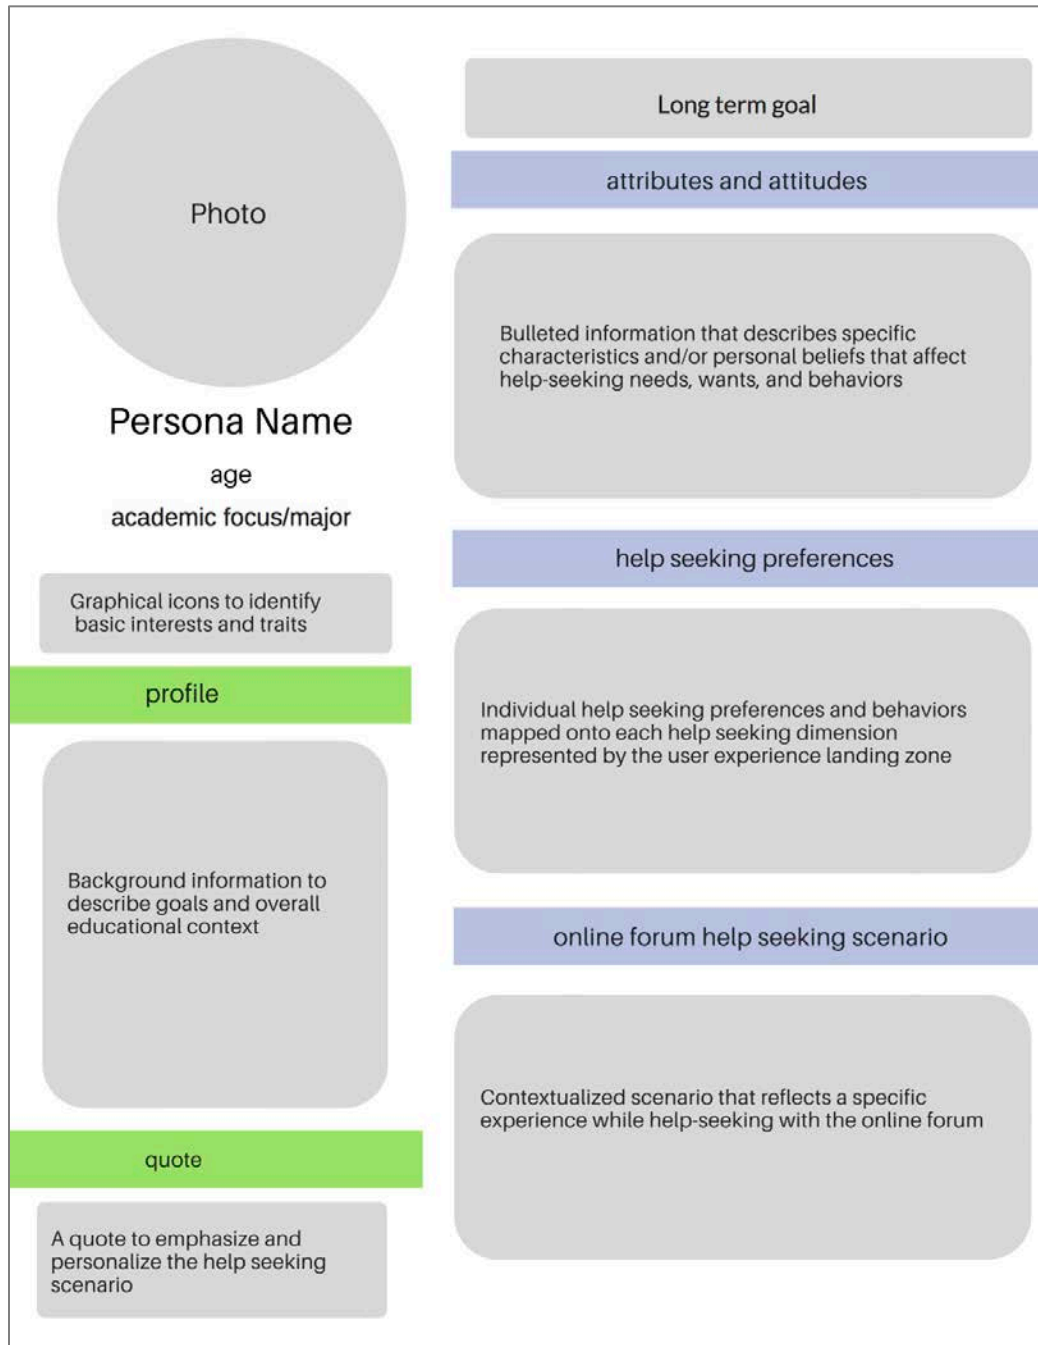 Photo
Persona Name
age
academic focus/major
Graphical icons to identify
basic interests and traits
profile
Background information to
describe goals and overall
educational context
quote
A quote to emphasize and
personalize the help seeking
scenario
Long term goal
attributes and attitudes
Bulleted information that describes specific
characteristics and/or personal beliefs that affect
help-seeking needs, wants, and behaviors
help seeking preferences
Individual help seeking preferences and behaviors
mapped onto each help seeking dimension
represented by the user experience landing zone
online forum help seeking scenario
Contextualized scenario that reflects a specific
experience while help-seeking with the online forum